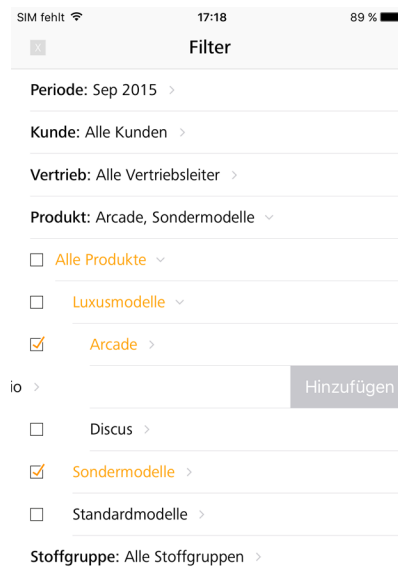 SIM fehlt 17:18 89 %
x Filter
Periode: Sep 2015
Kunde: Alle Kunden
Vertrieb: Alle Vertriebsleiter
Produkt: Arcade, Sondermodelle
Alle Produkte
Luxusmodelle
Arcade
io Hinzufügen
Discus
Sondermodelle
Standardmodelle
Stoffgruppe: Alle Stoffgruppen